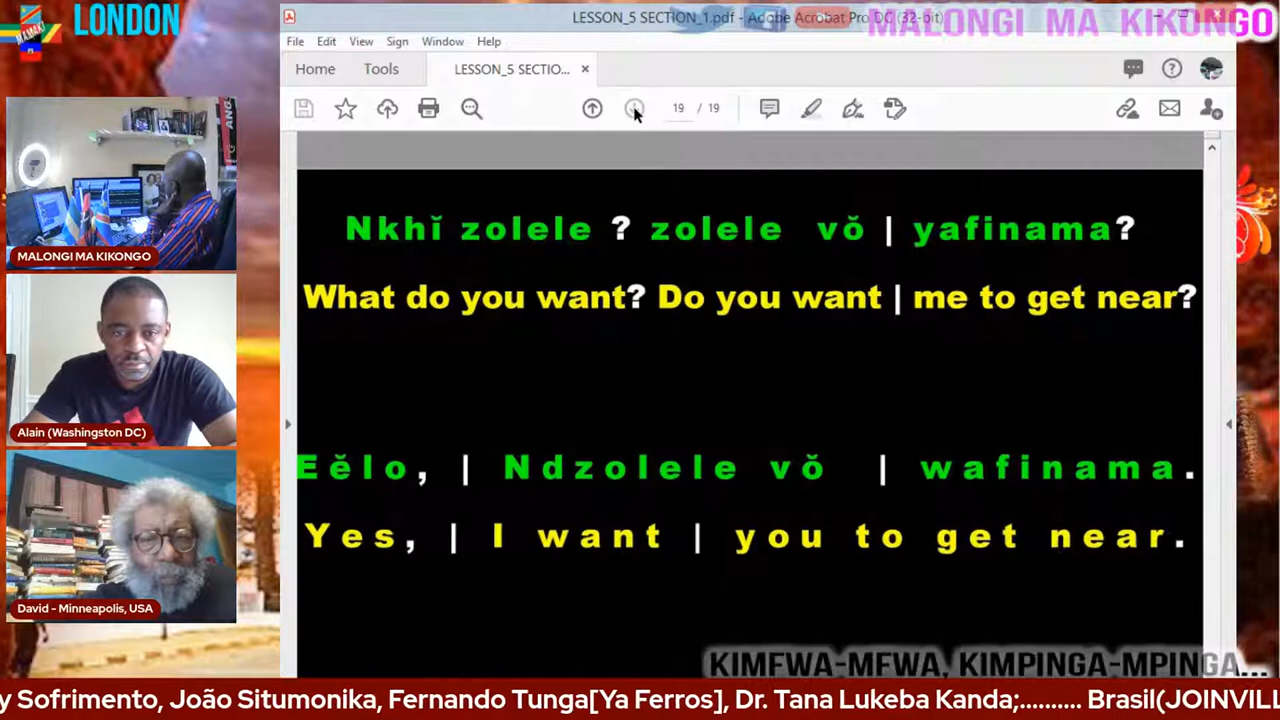 LONDON
LESSON_5 SECTION_1.pdf - Adobe Acrobat Pro DC (32-bit)
MALONGI MA KIKONGO
File Edit View Sign Window Help
Home Tools LESSON_5 SECTIO... ×
19 / 19
MALONGI MA KIKONGO
Alain (Washington DC)
David - Minneapolis, USA
Nkhĭ zolele ? zolele vŏ | yafinama?
What do you want? Do you want | me to get near?
Eĕlo, | Ndzolele vŏ | wafinama.
Yes, | I want | you to get near.
KIMFWA-MFWA, KIMPINGA-MPINGA...
y Sofrimento, João Situmonika, Fernando Tunga[Ya Ferros], Dr. Tana Lukeba Kanda;.......... Brasil(JOINVILL